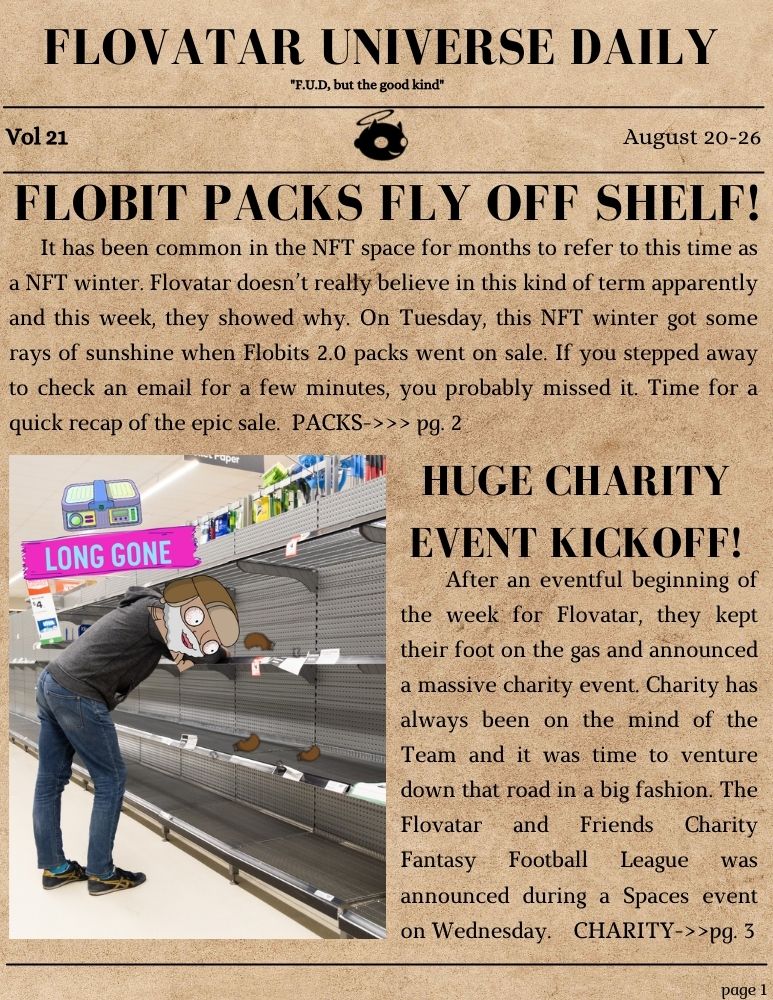 FLOVATAR UNIVERSE DAILY
"F.U.D, but the good kind"
Vol 21
August 20-26
FLOBIT PACKS FLY OFF SHELF!
It has been common in the NFT space for months to refer to this time as
a NFT winter. Flovatar doesn't really believe in this kind of term apparently
and this week, they showed why. On Tuesday, this NFT winter got some
rays of sunshine when Flobits 2.0 packs went on sale. If you stepped away
to check an email for a few minutes, you probably missed it. Time for a
quick recap of the epic sale. PACKS->>> pg. 2
Paper
LONG GONE
$4
HUGE CHARITY
EVENT KICKOFF!
After an eventful beginning of
the week for Flovatar, they kept
their foot on the gas and announced
a massive charity event. Charity has
always been on the mind of the
Team and it was time to venture
down that road in a big fashion. The
Flovatar and Friends Charity
Fantasy Football League was
announced during a Spaces event
on Wednesday. CHARITY->>pg. 3
page 1